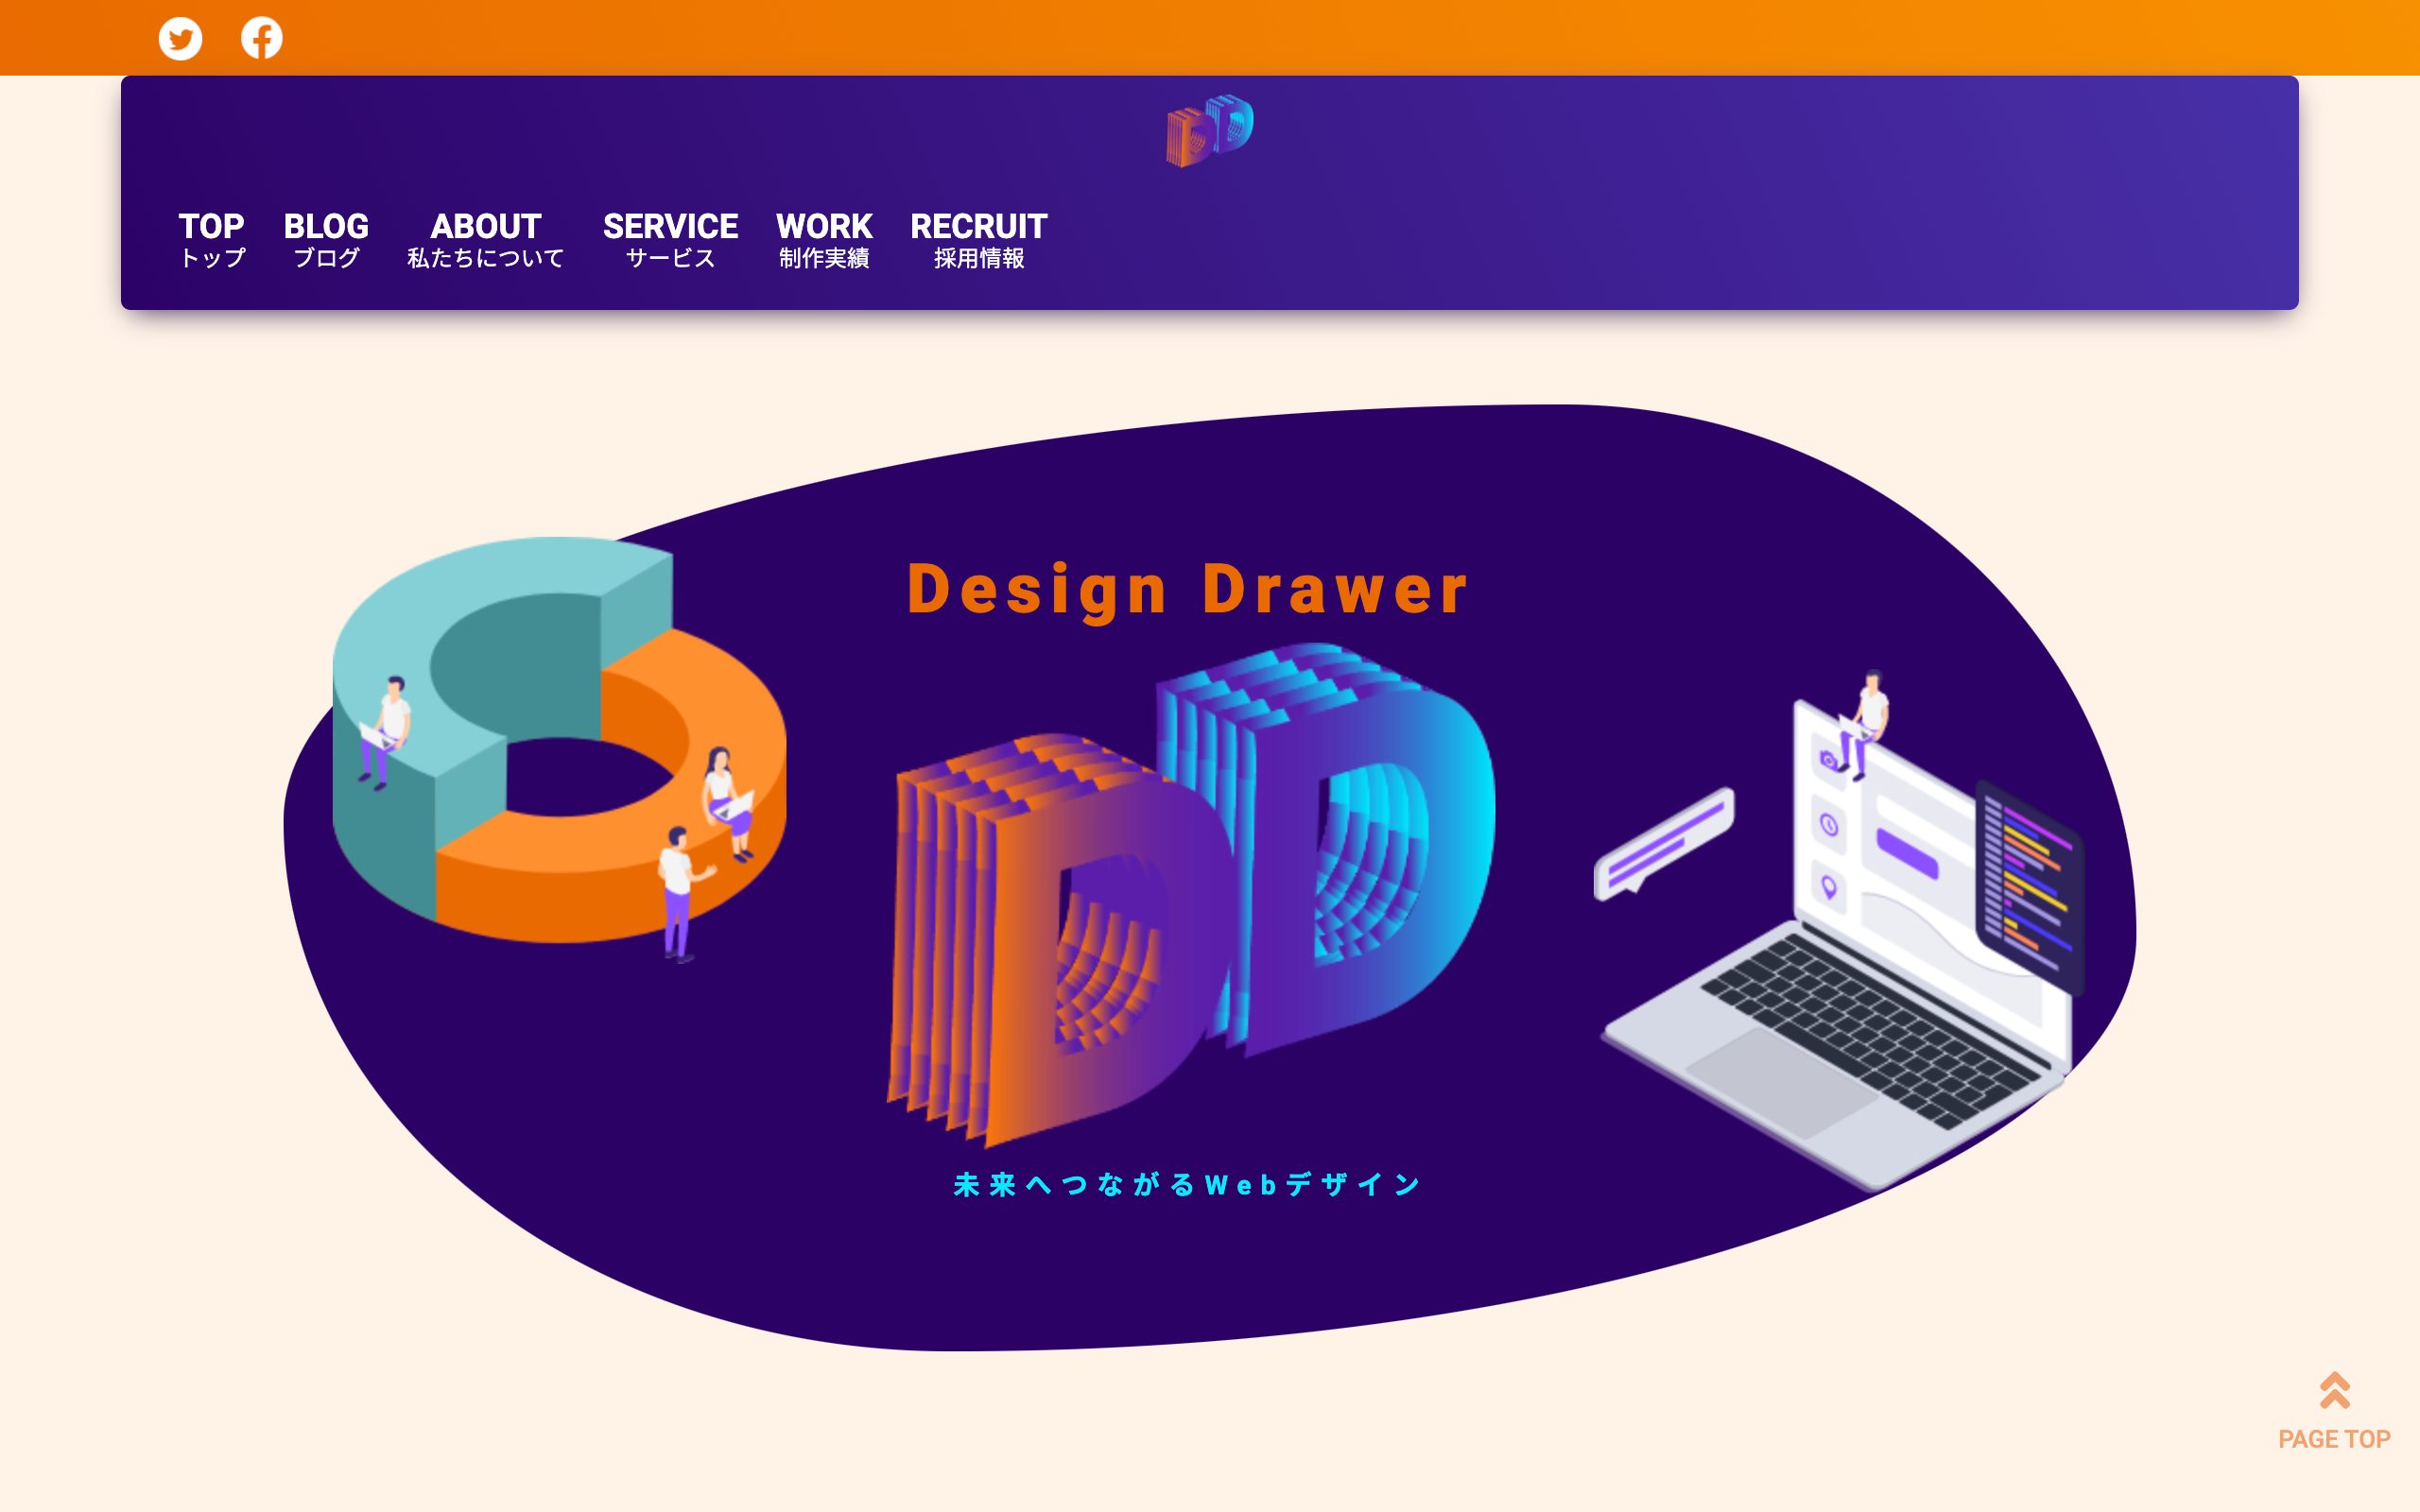 TOP
トップ
BLOG
ブログ
ABOUT
私たちについて
SERVICE
サービス
WORK
制作実績
RECRUIT
採用情報
Design Drawer
DD
未来へつながるWebデザイン
PAGE TOP